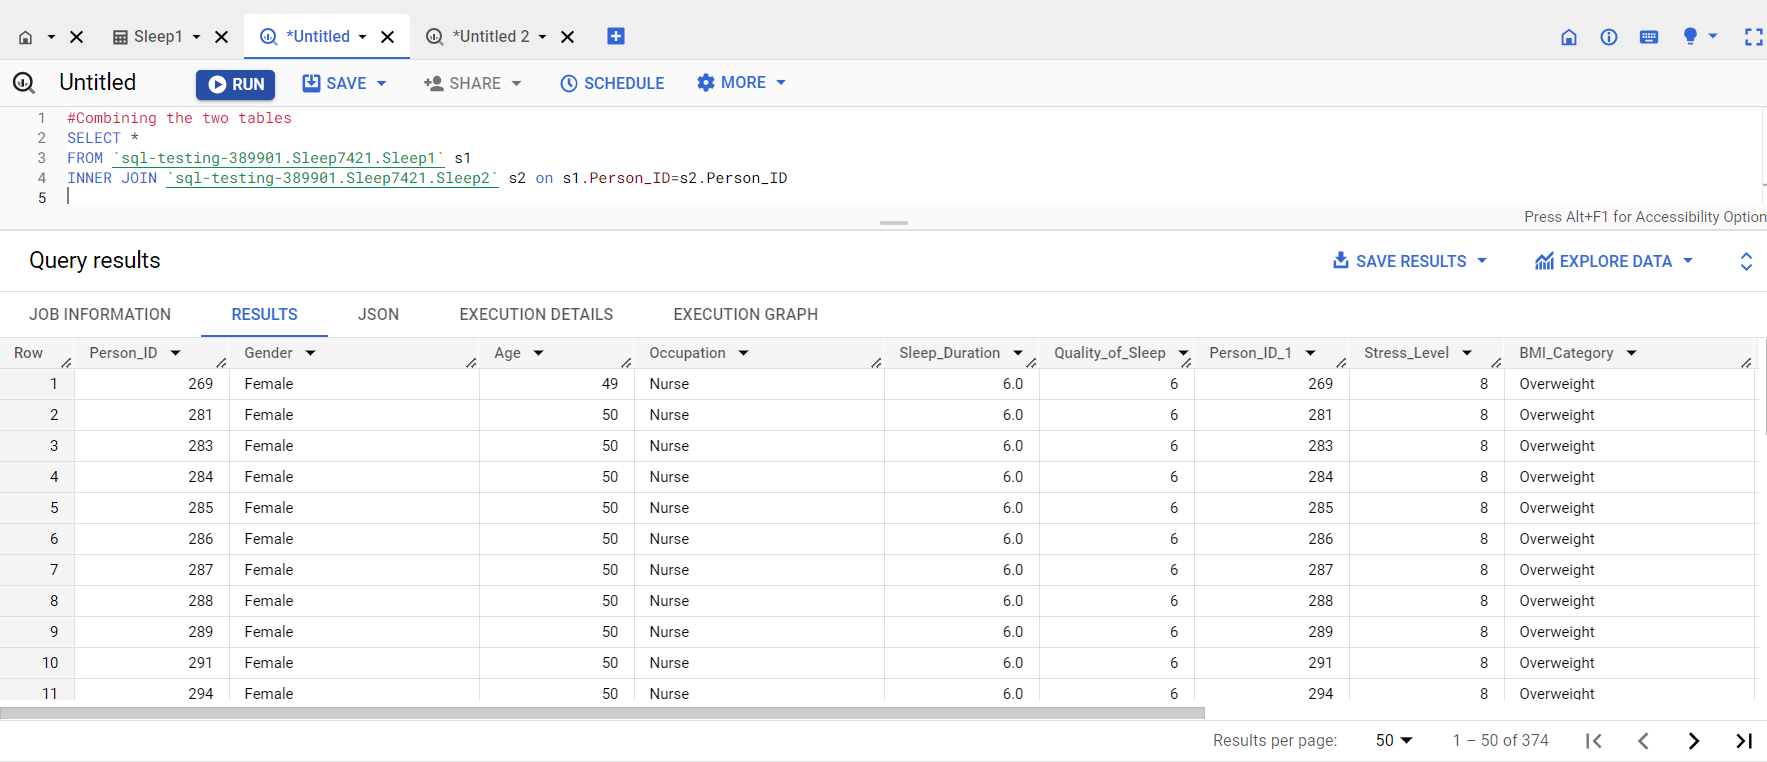 Sleep1 *Untitled *Untitled 2
Untitled RUN SAVE SHARE SCHEDULE MORE
1 #Combining the two tables
2 SELECT *
3 FROM `sql-testing-389901.Sleep7421.Sleep1` s1
4 INNER JOIN `sql-testing-389901.Sleep7421.Sleep2` s2 on s1.Person_ID=s2.Person_ID
5
Press Alt+F1 for Accessibility Option
Query results SAVE RESULTS EXPLORE DATA
JOB INFORMATION RESULTS JSON EXECUTION DETAILS EXECUTION GRAPH
Row Person_ID Gender Age Occupation Sleep_Duration Quality_of_Sleep Person_ID_1 Stress_Level BMI_Category
1 269 Female 49 Nurse 6.0 6 269 8 Overweight
2 281 Female 50 Nurse 6.0 6 281 8 Overweight
3 283 Female 50 Nurse 6.0 6 283 8 Overweight
4 284 Female 50 Nurse 6.0 6 284 8 Overweight
5 285 Female 50 Nurse 6.0 6 285 8 Overweight
6 286 Female 50 Nurse 6.0 6 286 8 Overweight
7 287 Female 50 Nurse 6.0 6 287 8 Overweight
8 288 Female 50 Nurse 6.0 6 288 8 Overweight
9 289 Female 50 Nurse 6.0 6 289 8 Overweight
10 291 Female 50 Nurse 6.0 6 291 8 Overweight
11 294 Female 50 Nurse 6.0 6 294 8 Overweight
Results per page: 50 1 – 50 of 374